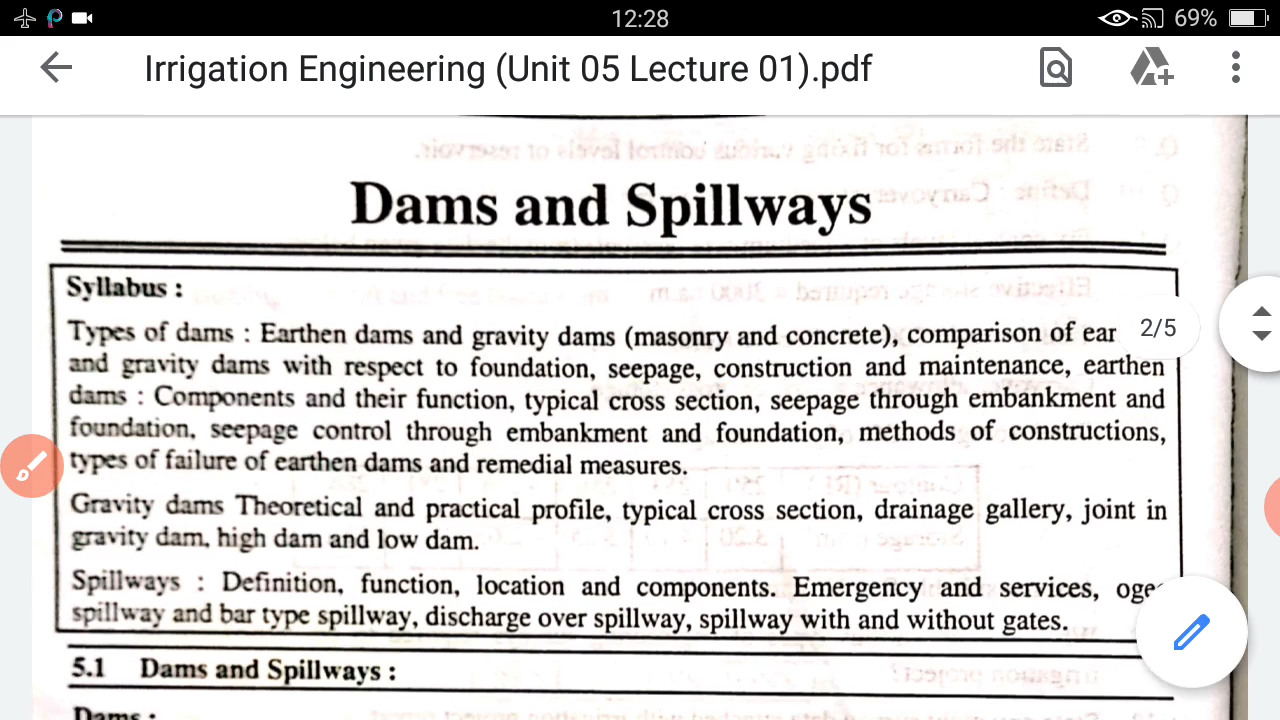 12:28
69%
Irrigation Engineering (Unit 05 Lecture 01).pdf
Dams and Spillways
Syllabus :
Types of dams : Earthen dams and gravity dams (masonry and concrete), comparison of ear
2/5
and gravity dams with respect to foundation, seepage, construction and maintenance, earthen
dams : Components and their function, typical cross section, seepage through embankment and
foundation, seepage control through embankment and foundation, methods of constructions,
types of failure of earthen dams and remedial measures.
Gravity dams Theoretical and practical profile, typical cross section, drainage gallery, joint in
gravity dam, high dam and low dam.
Spillways : Definition, function, location and components. Emergency and services, oge
spillway and bar type spillway, discharge over spillway, spillway with and without gates.
5.1 Dams and Spillways :
Dams :